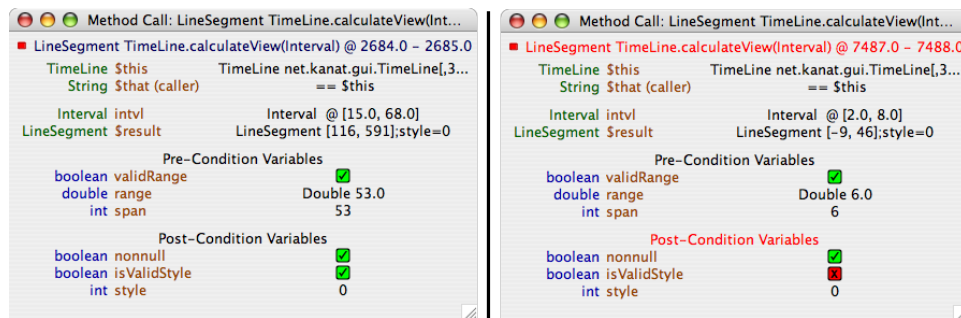 Method Call: LineSegment TimeLine.calculateView(Int...
LineSegment TimeLine.calculateView(Interval) @ 2684.0 – 2685.0
TimeLine $this TimeLine net.kanat.gui.TimeLine[,3...
String $that (caller) == $this
Interval intvl Interval @ [15.0, 68.0]
LineSegment $result LineSegment [116, 591];style=0
Pre-Condition Variables
boolean validRange
double range Double 53.0
int span 53
Post-Condition Variables
boolean nonnull
boolean isValidStyle
int style 0
Method Call: LineSegment TimeLine.calculateView(Int...
LineSegment TimeLine.calculateView(Interval) @ 7487.0 – 7488.0
TimeLine $this TimeLine net.kanat.gui.TimeLine[,3...
String $that (caller) == $this
Interval intvl Interval @ [2.0, 8.0]
LineSegment $result LineSegment [-9, 46];style=0
Pre-Condition Variables
boolean validRange
double range Double 6.0
int span 6
Post-Condition Variables
boolean nonnull
boolean isValidStyle X
int style 0